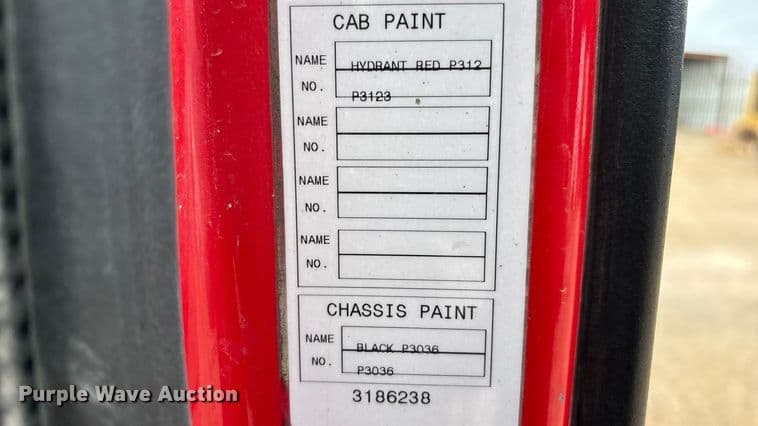 CAB PAINT
NAME HYDRANT RED P312
NO. P3123
NAME
NO.
NAME
NO.
NAME
NO.
CHASSIS PAINT
NAME BLACK P3036
NO. P3036
3186238
Purple Wave Auction